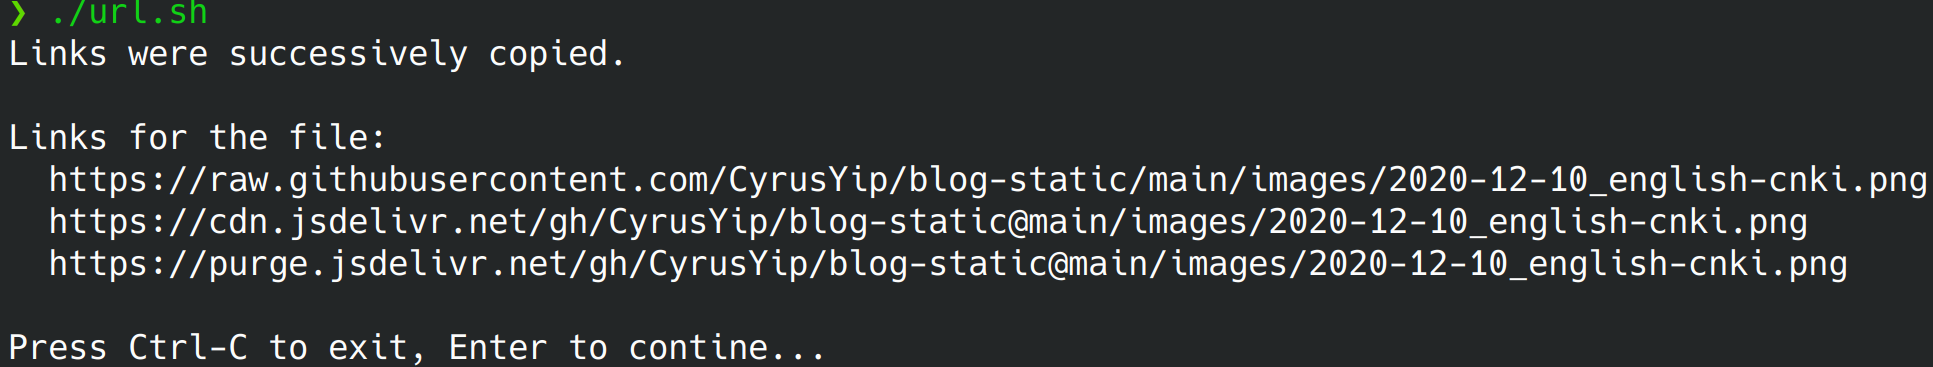 ❯ ./url.sh
Links were successively copied.
Links for the file:
https://raw.githubusercontent.com/CyrusYip/blog-static/main/images/2020-12-10_english-cnki.png
https://cdn.jsdelivr.net/gh/CyrusYip/blog-static@main/images/2020-12-10_english-cnki.png
https://purge.jsdelivr.net/gh/CyrusYip/blog-static@main/images/2020-12-10_english-cnki.png
Press Ctrl-C to exit, Enter to contine...